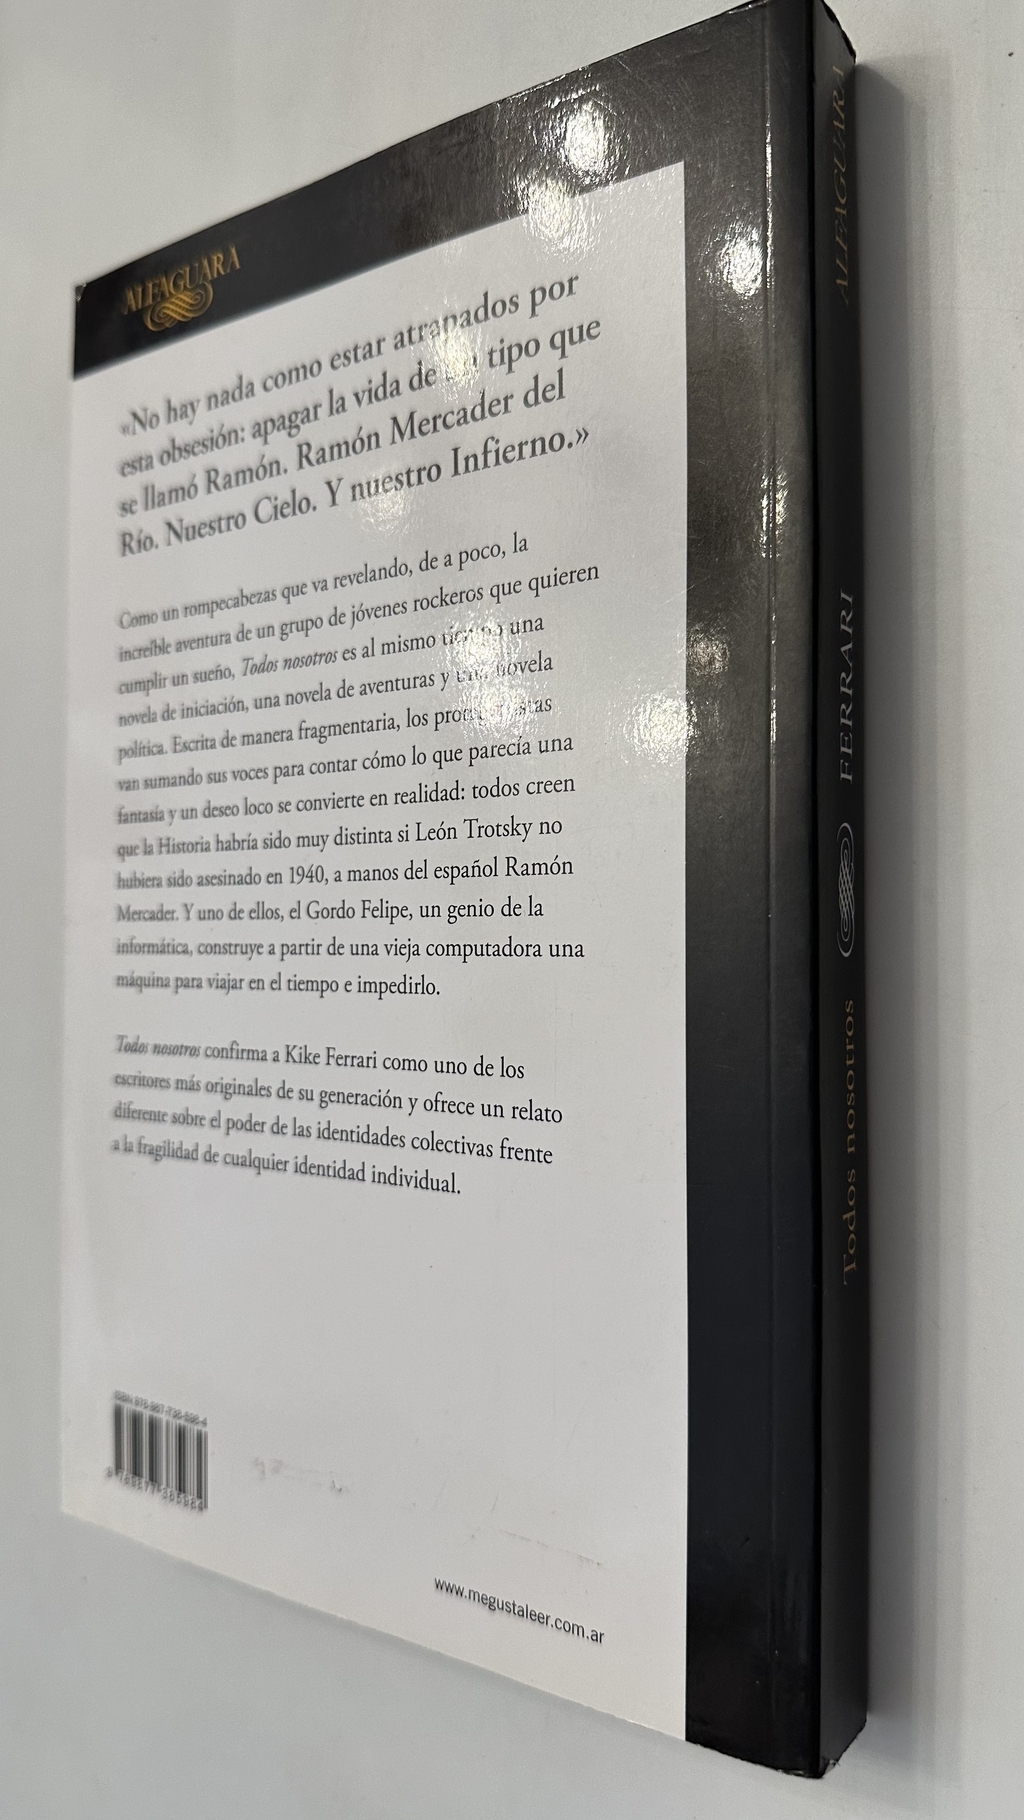 ALFAGUARA
«No hay nada como estar atrapados por
esta obsesión: apagar la vida de un tipo que
se llamó Ramón. Ramón Mercader del
Río. Nuestro Cielo. Y nuestro Infierno.»
Como un rompecabezas que va revelando, de a poco, la
increíble aventura de un grupo de jóvenes rockeros que quieren
cumplir un sueño, Todos nosotros es al mismo tiempo una
novela de iniciación, una novela de aventuras y una novela
política. Escrita de manera fragmentaria, los protagonistas
van sumando sus voces para contar cómo lo que parecía una
fantasía y un deseo loco se convierte en realidad: todos creen
que la Historia habría sido muy distinta si León Trotsky no
hubiera sido asesinado en 1940, a manos del español Ramón
Mercader. Y uno de ellos, el Gordo Felipe, un genio de la
informática, construye a partir de una vieja computadora una
máquina para viajar en el tiempo e impedirlo.
Todos nosotros confirma a Kike Ferrari como uno de los
escritores más originales de su generación y ofrece un relato
diferente sobre el poder de las identidades colectivas frente
a la fragilidad de cualquier identidad individual.
www.megustaleer.com.ar
Todos nosotros FERRARI ALFAGUARA